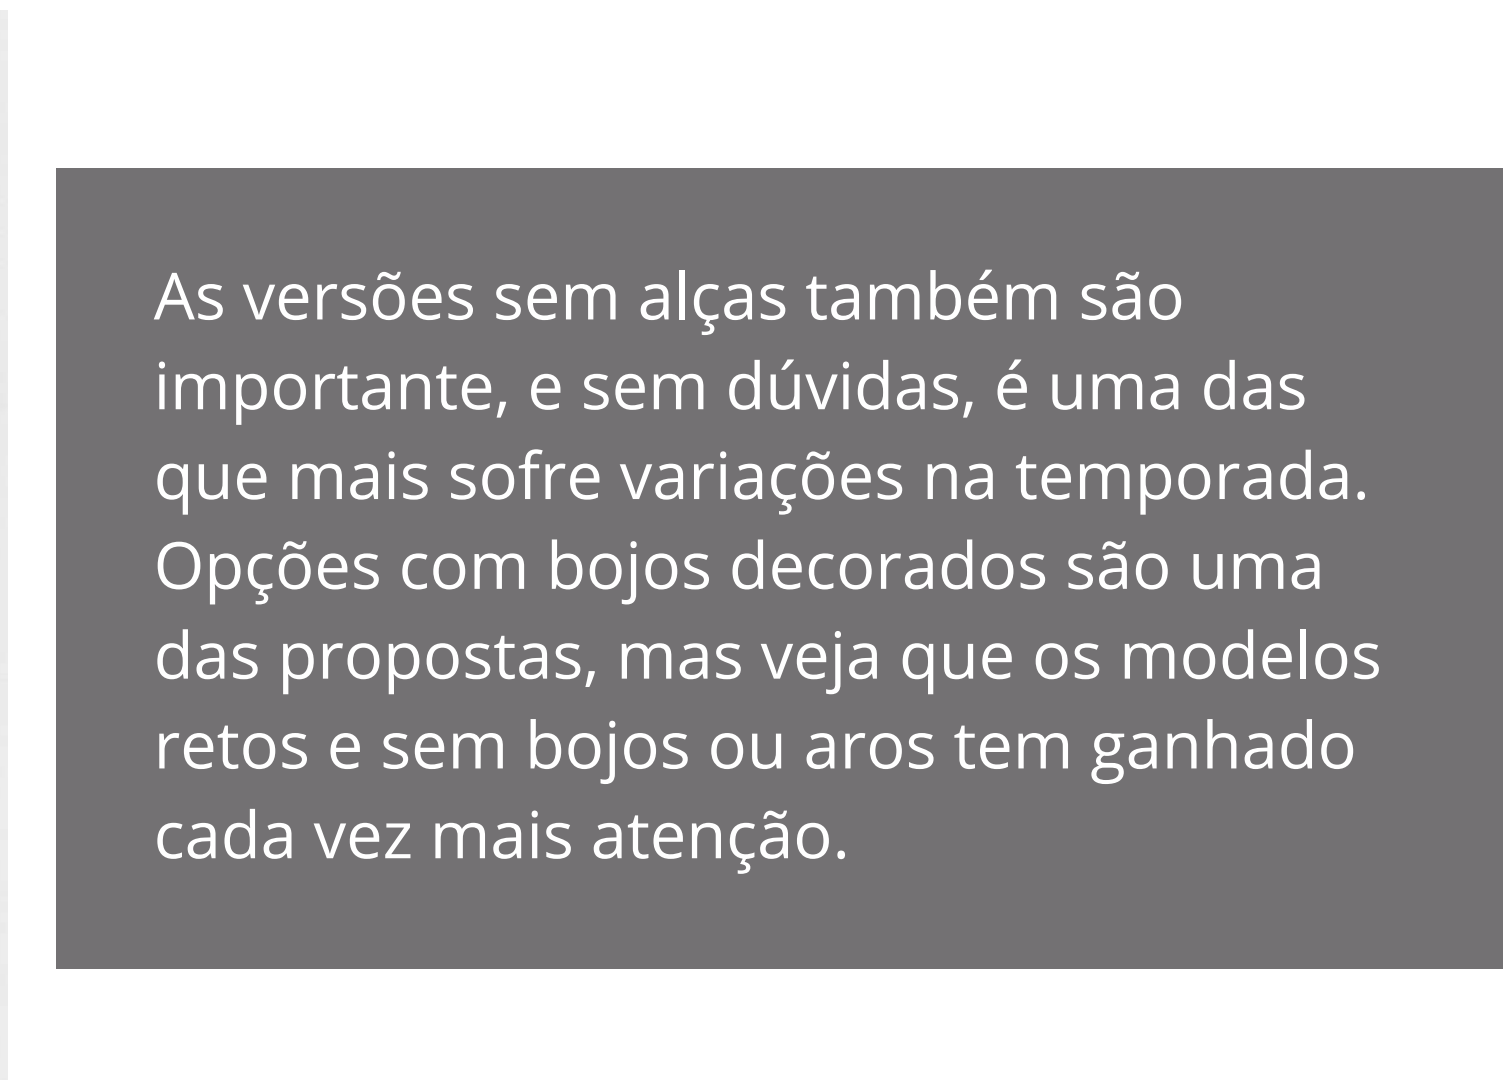 As versões sem alças também são
importante, e sem dúvidas, é uma das
que mais sofre variações na temporada.
Opções com bojos decorados são uma
das propostas, mas veja que os modelos
retos e sem bojos ou aros tem ganhado
cada vez mais atenção.